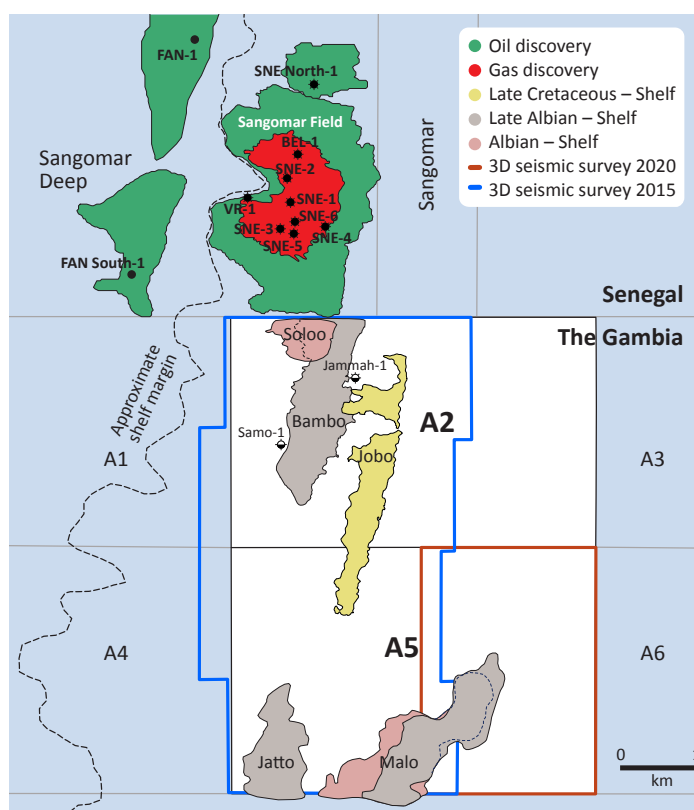 FAN-1
SNE North-1
Oil discovery
Gas discovery
Late Cretaceous – Shelf
Late Albian – Shelf
Albian – Shelf
3D seismic survey 2020
3D seismic survey 2015
Sangomar Field
BEL-1
SNE-2
Sangomar
Deep
Sangomar
VR-1
SNE-1
SNE-6
SNE-3
SNE-4
SNE-5
FAN South-1
Senegal
The Gambia
Soloo
Jammah-1
Approximate
shelf margin
Bambo
A2
Samo-1
Jobo
A1
A3
A4
A5
A6
Jatto
Malo
0
km